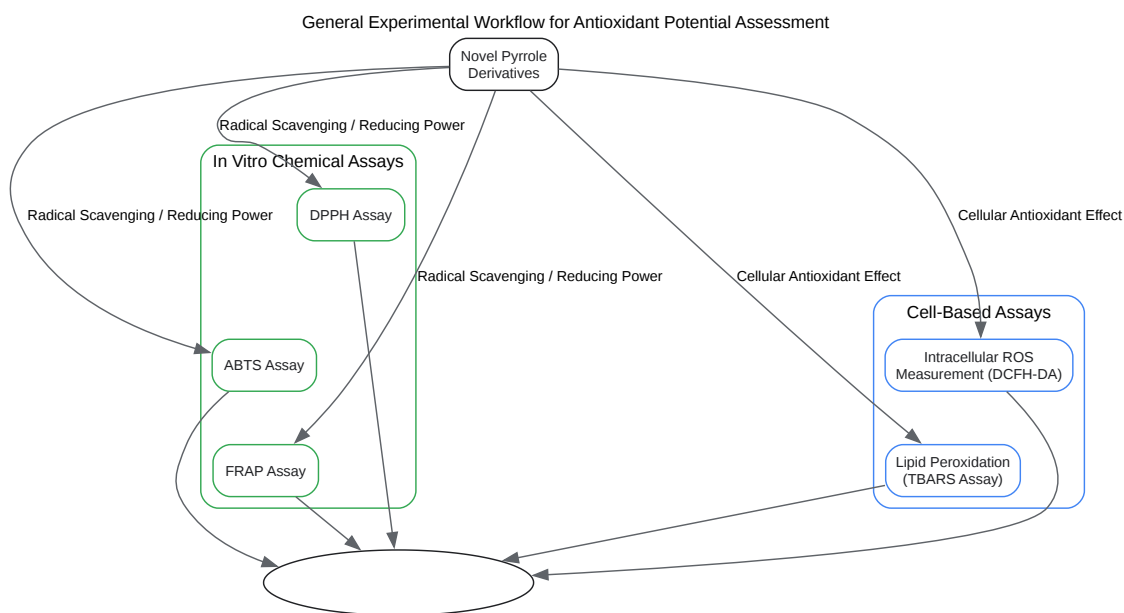 General Experimental Workflow for Antioxidant Potential Assessment
Novel Pyrrole
Derivatives
Radical Scavenging / Reducing Power
In Vitro Chemical Assays
DPPH Assay
Radical Scavenging / Reducing Power
Cellular Antioxidant Effect
Radical Scavenging / Reducing Power
Cellular Antioxidant Effect
Cell-Based Assays
ABTS Assay
Intracellular ROS
Measurement (DCFH-DA)
FRAP Assay
Lipid Peroxidation
(TBARS Assay)